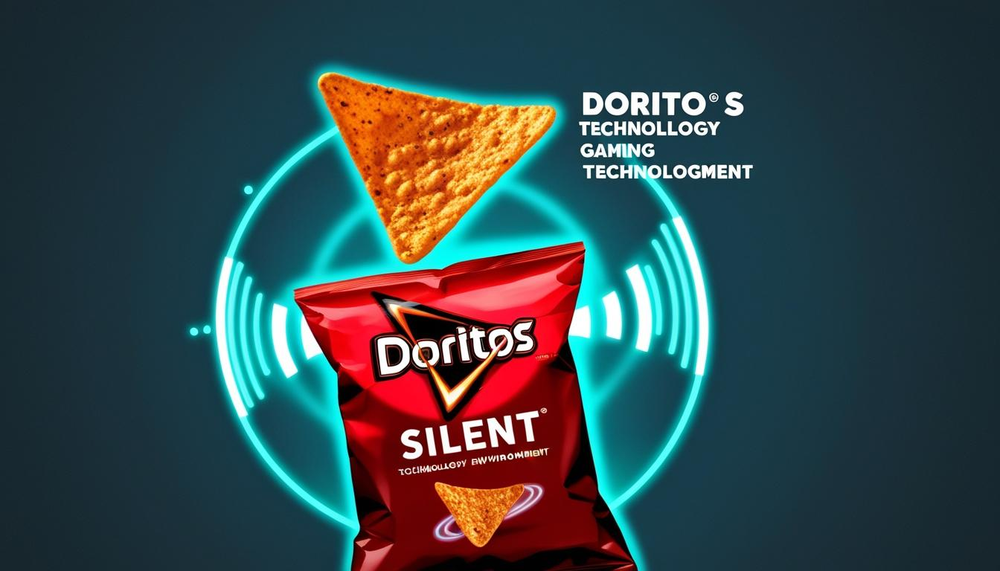 DORITO® S
TECHNOLLOGY
GAMING
TECHNOLOGMENT
Doritos
SILENT®